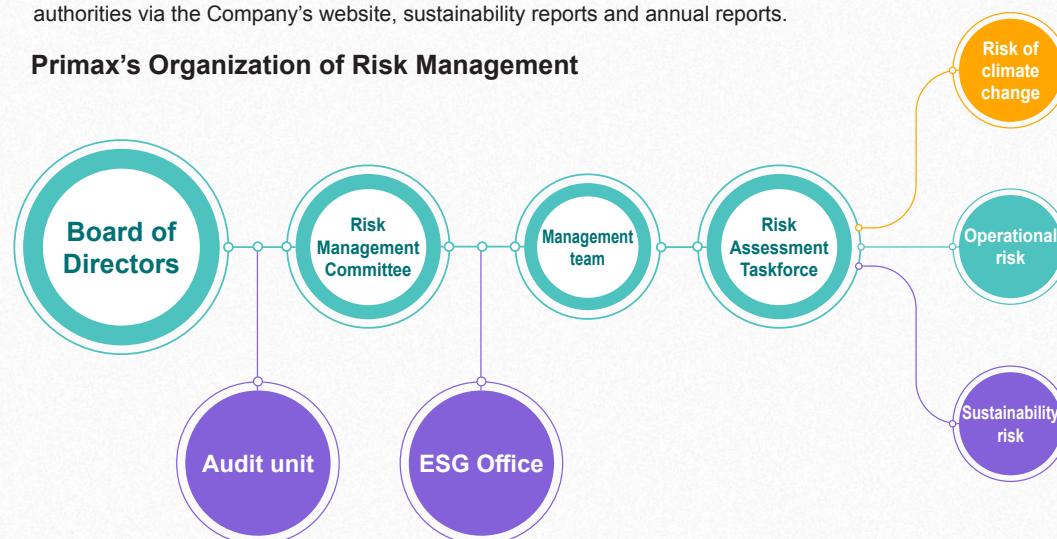 authorities via the Company’s website, sustainability reports and annual reports.
Primax’s Organization of Risk Management
Board of
Directors
Risk
Management
Committee
Management
team
Risk
Assessment
Taskforce
Risk of
climate
change
Operational
risk
Sustainability
risk
Audit unit
ESG Office